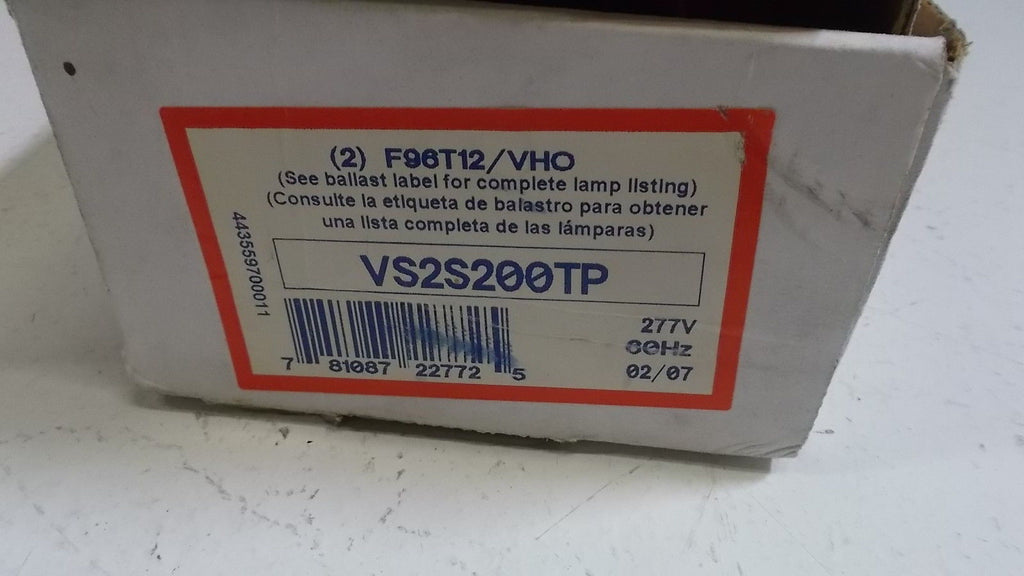 (2) F96T12/VHO
(See ballast label for complete lamp listing)
(Consulte la etiqueta de balastro para obtener
una lista completa de las lámparas)
443559700011
VS2S200TP
277V
60Hz
02/07
7 81087 22772 5